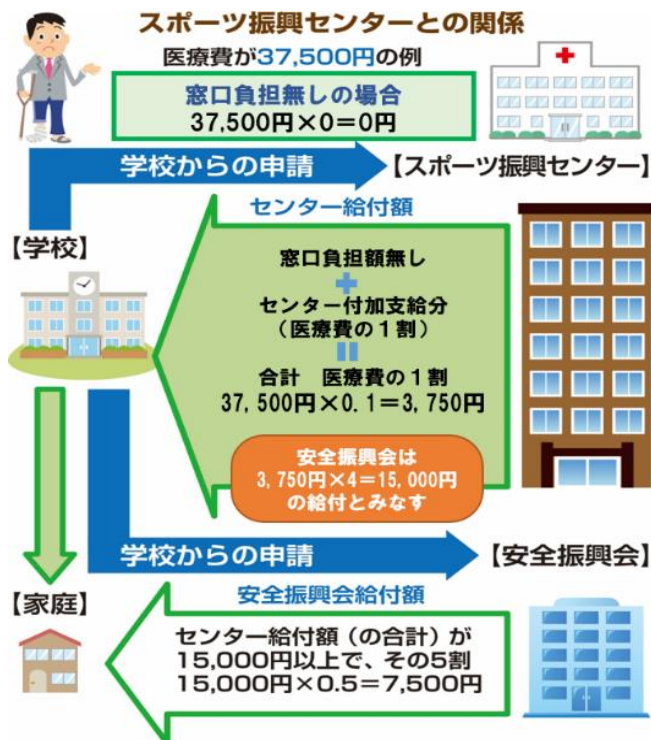 スポーツ振興センターとの関係
医療費が37,500円の例
窓口負担無しの場合
37,500円×0=0円
学校からの申請
【スポーツ振興センター】
センター給付額
【学校】
窓口負担額無し
+
センター付加支給分
(医療費の1割)
=
合計 医療費の1割
37,500円×0.1=3,750円
安全振興会は
3,750円×4=15,000円
の給付とみなす
学校からの申請
【安全振興会】
【家庭】
安全振興会給付額
センター給付額(の合計)が
15,000円以上で、その5割
15,000円×0.5=7,500円